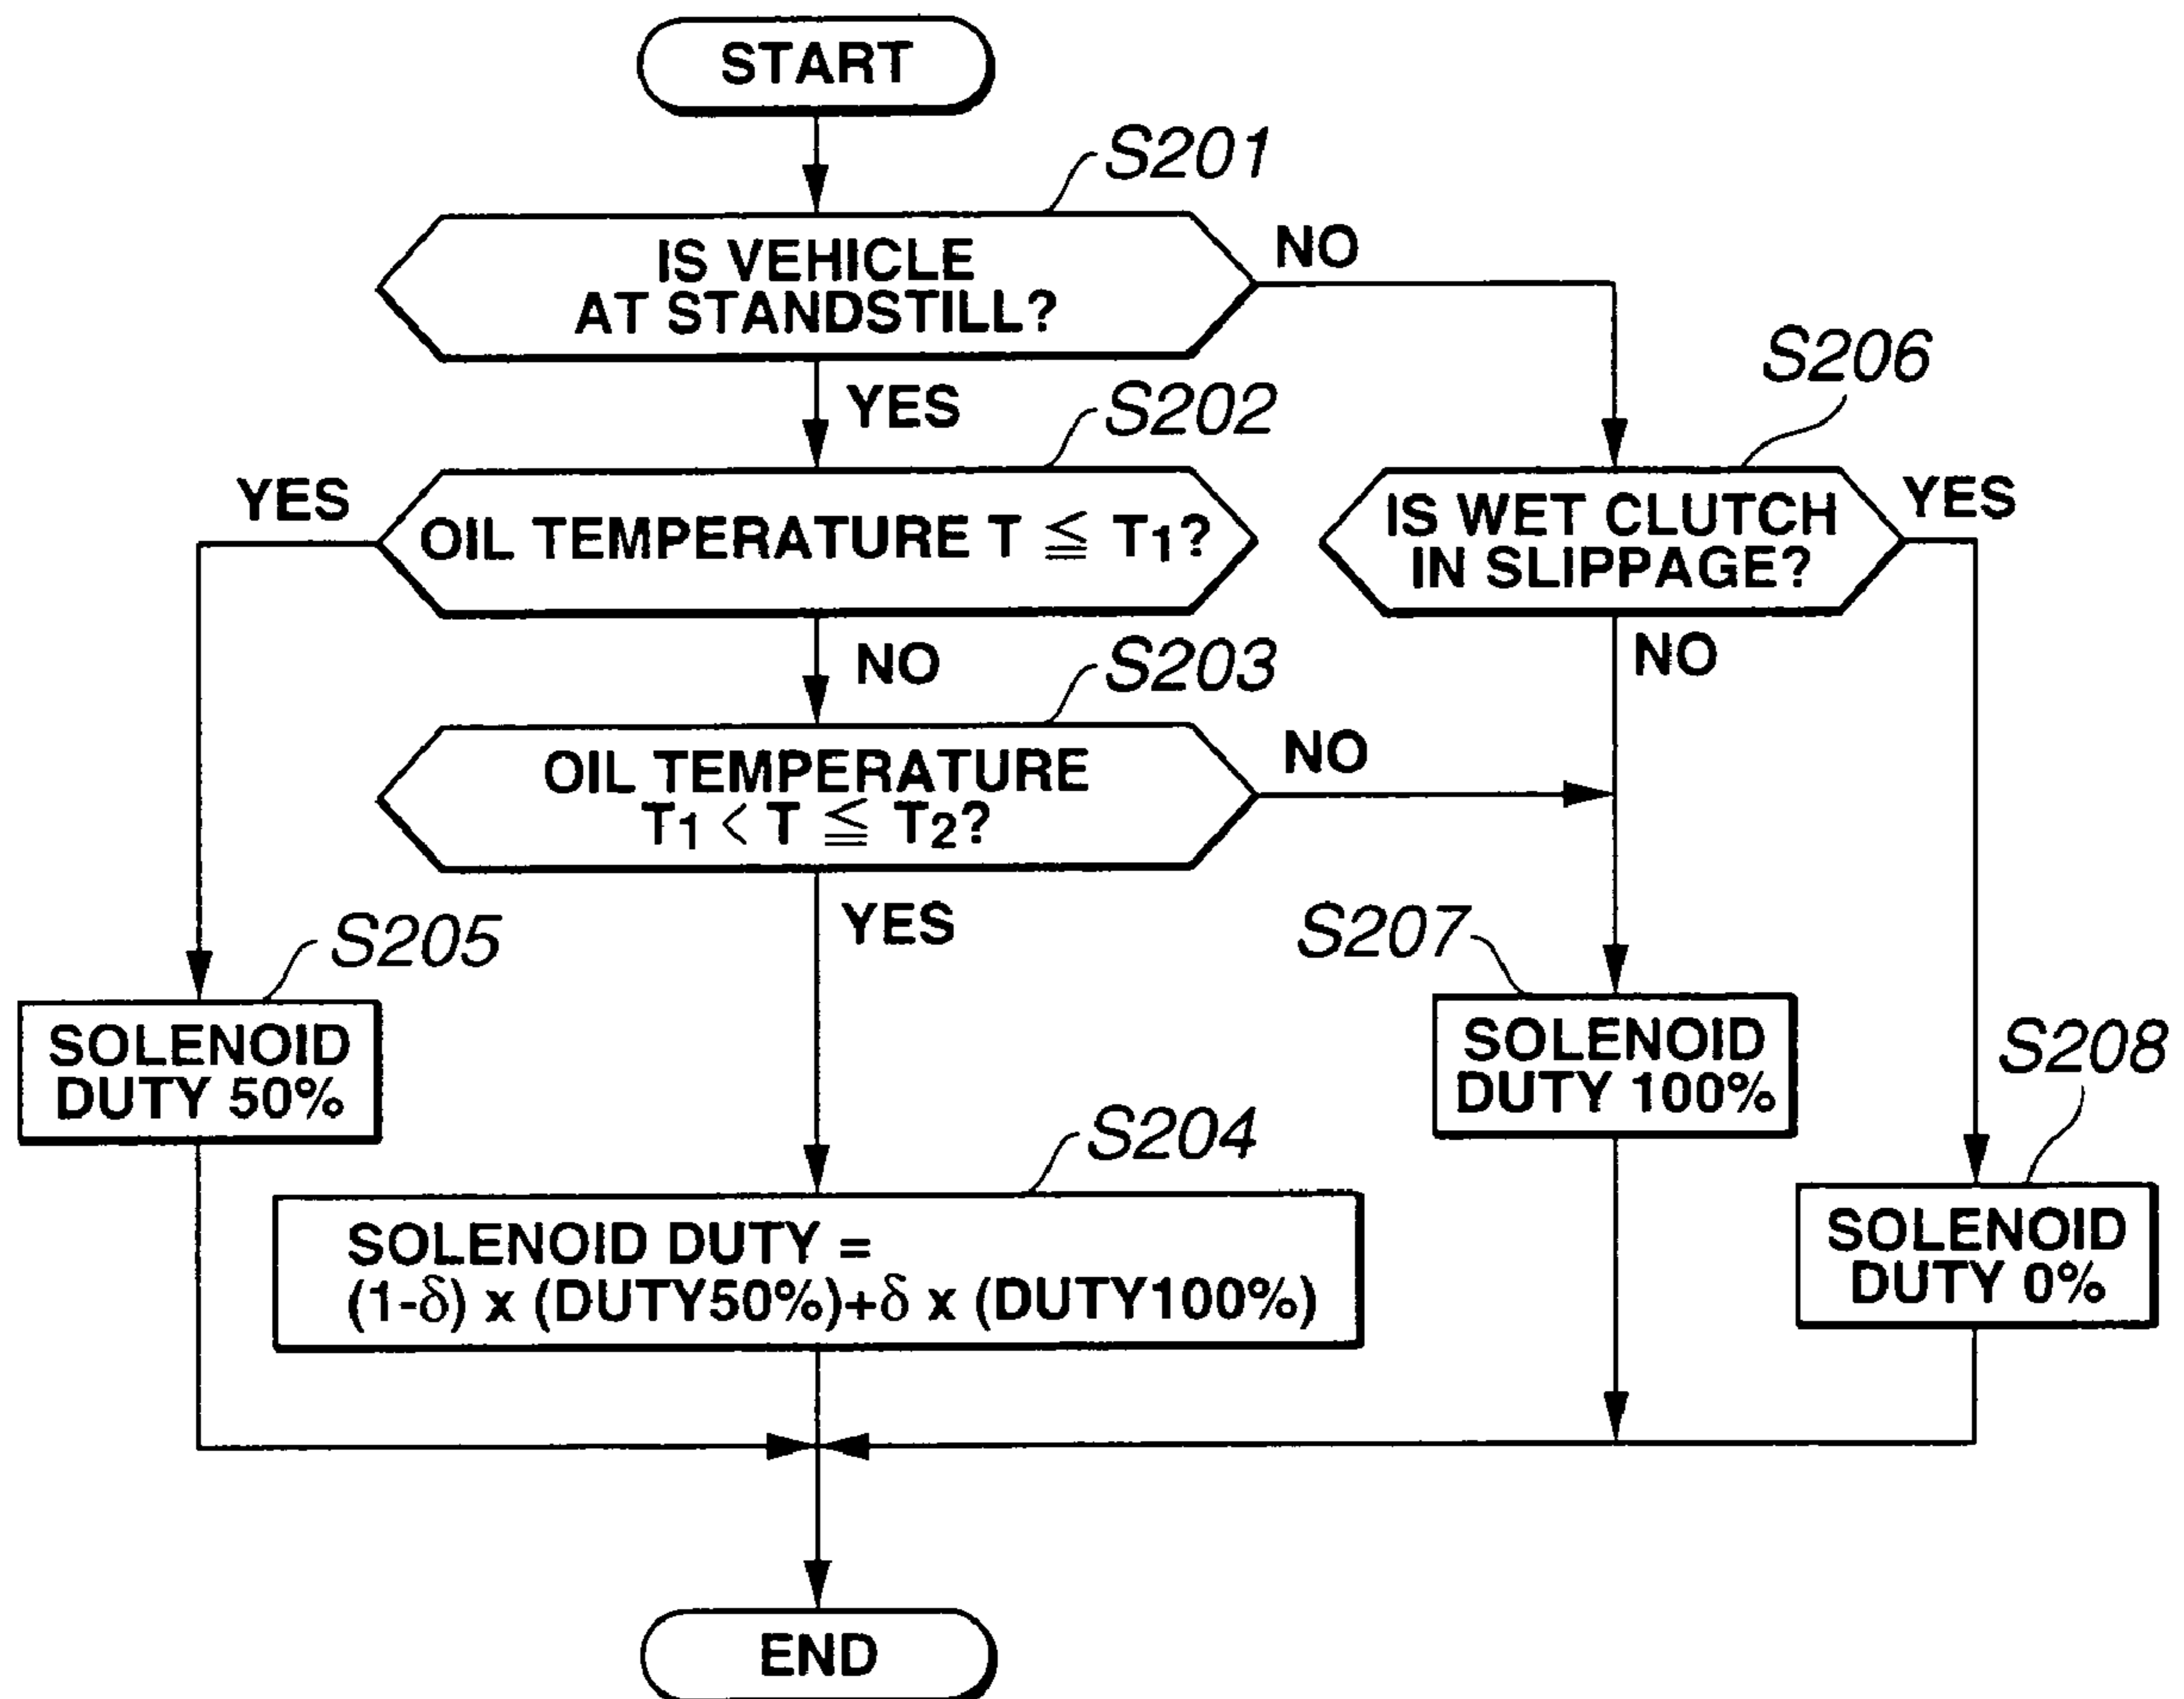 START
S201
IS VEHICLE
AT STANDSTILL?
NO
YES
S202
S206
YES
OIL TEMPERATURE T ≦ T1?
IS WET CLUTCH
IN SLIPPAGE?
YES
NO
NO
S203
OIL TEMPERATURE
T1 < T ≦ T2?
NO
YES
S205
SOLENOID
DUTY 50%
S207
SOLENOID
DUTY 100%
S208
SOLENOID
DUTY 0%
S204
SOLENOID DUTY =
(1-δ) x (DUTY50%)+δ x (DUTY100%)
END